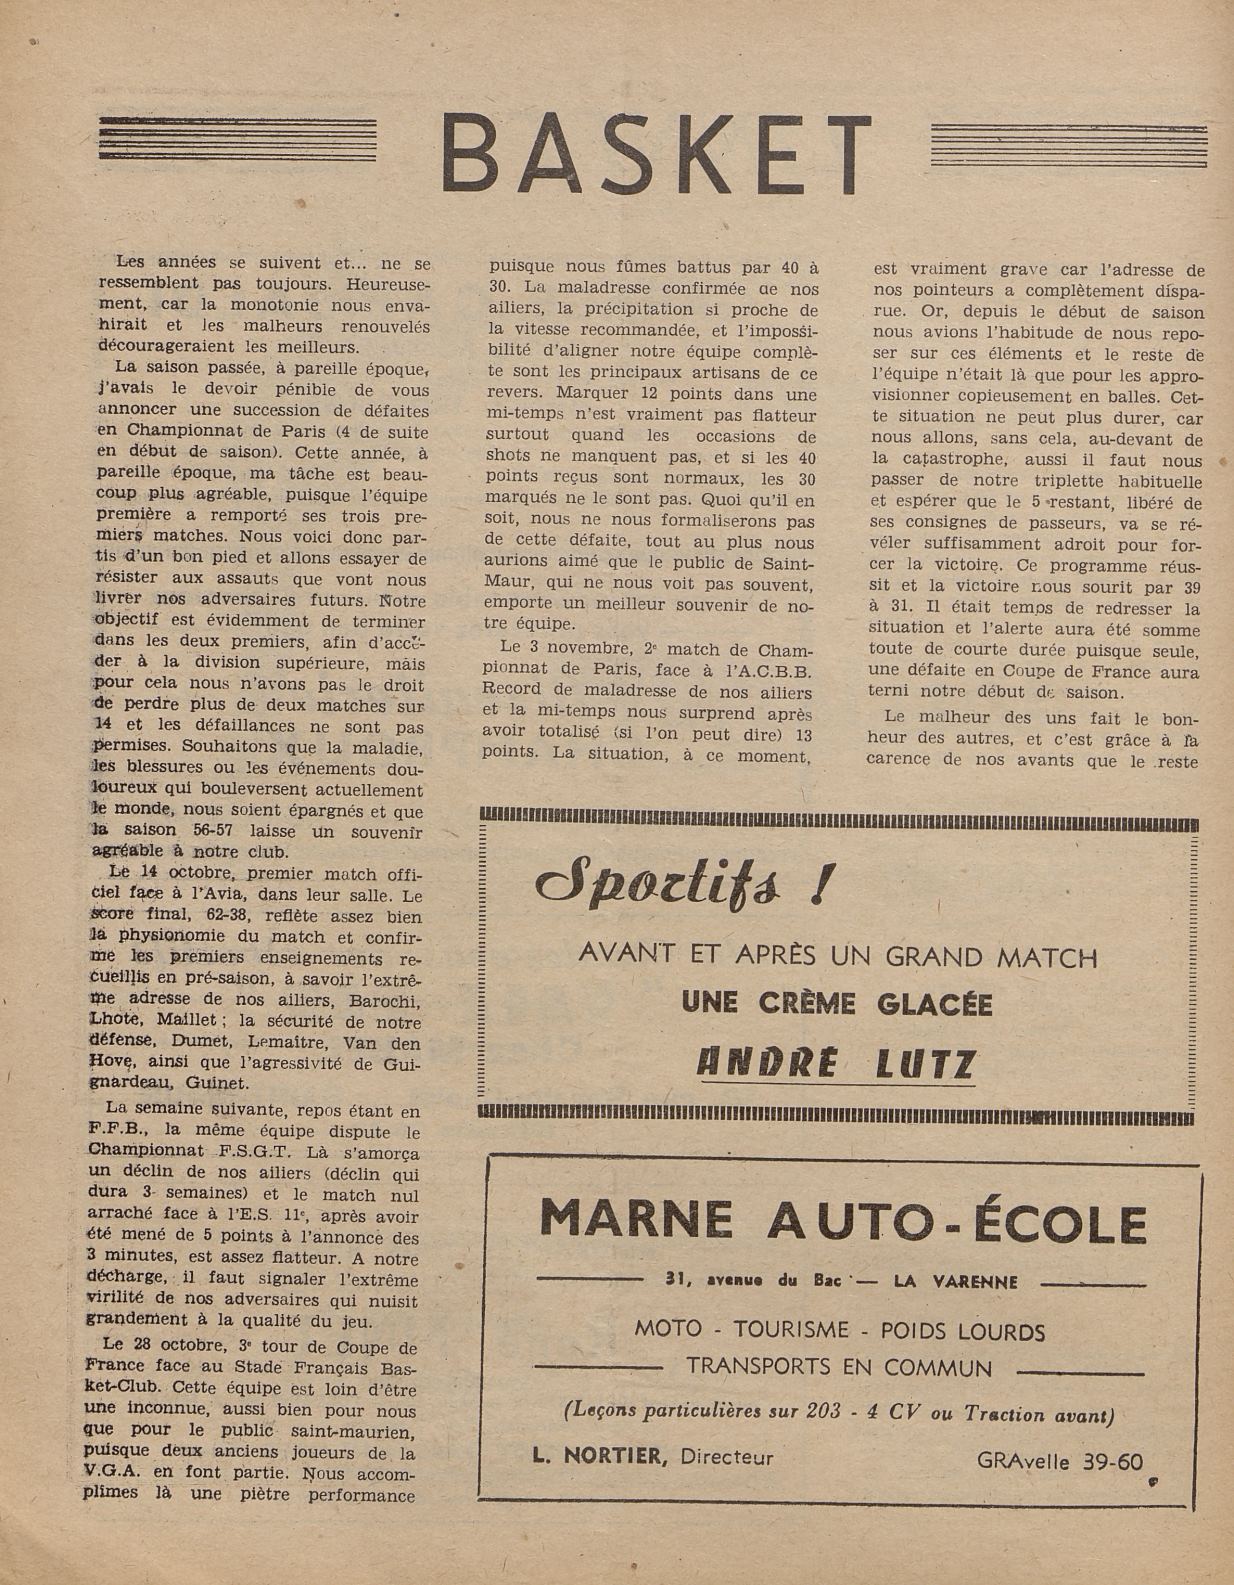 BASKET
Les années se suivent et... ne se
ressemblent pas toujours. Heureuse-
ment, car la monotonie nous enva-
hirait et les malheurs renouvelés
décourageraient les meilleurs.
La saison passée, à pareille époque,
j'avais le devoir pénible de vous
annoncer une succession de défaites
en Championnat de Paris (4 de suite
en début de saison). Cette année, à
pareille époque, ma tâche est beau-
coup plus agréable, puisque l'équipe
première a remporté ses trois pre-
miers matches. Nous voici donc par-
tis d'un bon pied et allons essayer de
résister aux assauts que vont nous
livrer nos adversaires futurs. Notre
objectif est évidemment de terminer
dans les deux premiers, afin d'accé-
der à la division supérieure, mais
pour cela nous n'avons pas le droit
de perdre plus de deux matches sur
14 et les défaillances ne sont pas
permises. Souhaitons que la maladie,
les blessures ou les événements dou-
loureux qui bouleversent actuellement
le monde, nous soient épargnés et que
la saison 56-57 laisse un souvenir
agréable à notre club.
Le 14 octobre, premier match offi-
ciel face à l'Avia, dans leur salle. Le
score final, 62-38, reflète assez bien
la physionomie du match et confir-
me les premiers enseignements re-
cueillis en pré-saison, à savoir l'extrê-
me adresse de nos ailiers, Barochi,
Lhote, Maillet ; la sécurité de notre
défense, Dumet, Lemaître, Van den
Hove, ainsi que l'agressivité de Gui-
gnardeau, Guinet.
La semaine suivante, repos étant en
F.F.B., la même équipe dispute le
Championnat F.S.G.T. Là s'amorça
un déclin de nos ailiers (déclin qui
dura 3 semaines) et le match nul
arraché face à l'E.S. 11e, après avoir
été mené de 5 points à l'annonce des
3 minutes, est assez flatteur. A notre
décharge, il faut signaler l'extrême
virilité de nos adversaires qui nuisit
grandement à la qualité du jeu.
Le 28 octobre, 3e tour de Coupe de
France face au Stade Français Bas-
ket-Club. Cette équipe est loin d'être
une inconnue, aussi bien pour nous
que pour le public saint-maurien,
puisque deux anciens joueurs de la
V.G.A. en font partie. Nous accom-
plîmes là une piètre performance
puisque nous fûmes battus par 40 à
30. La maladresse confirmée de nos
ailiers, la précipitation si proche de
la vitesse recommandée, et l'impossi-
bilité d'aligner notre équipe complè-
te sont les principaux artisans de ce
revers. Marquer 12 points dans une
mi-temps n'est vraiment pas flatteur
surtout quand les occasions de
shots ne manquent pas, et si les 40
points reçus sont normaux, les 30
marqués ne le sont pas. Quoi qu'il en
soit, nous ne nous formaliserons pas
de cette défaite, tout au plus nous
aurions aimé que le public de Saint-
Maur, qui ne nous voit pas souvent,
emporte un meilleur souvenir de no-
tre équipe.
Le 3 novembre, 2e match de Cham-
pionnat de Paris, face à l'A.C.B.B.
Record de maladresse de nos ailiers
et la mi-temps nous surprend après
avoir totalisé (si l'on peut dire) 13
points. La situation, à ce moment,
est vraiment grave car l'adresse de
nos pointeurs a complètement dispa-
rue. Or, depuis le début de saison
nous avions l'habitude de nous repo-
ser sur ces éléments et le reste de
l'équipe n'était là que pour les appro-
visionner copieusement en balles. Cet-
te situation ne peut plus durer, car
nous allons, sans cela, au-devant de
la catastrophe, aussi il faut nous
passer de notre triplette habituelle
et espérer que le 5 restant, libéré de
ses consignes de passeurs, va se ré-
véler suffisamment adroit pour for-
cer la victoire. Ce programme réus-
sit et la victoire nous sourit par 39
à 31. Il était temps de redresser la
situation et l'alerte aura été somme
toute de courte durée puisque seule,
une défaite en Coupe de France aura
terni notre début de saison.
Le malheur des uns fait le bon-
heur des autres, et c'est grâce à la
carence de nos avants que le reste
Sportifs !
AVANT ET APRÈS UN GRAND MATCH
UNE CRÈME GLACÉE
ANDRÉ LUTZ
MARNE AUTO-ÉCOLE
31, avenue du Bac — LA VARENNE
MOTO - TOURISME - POIDS LOURDS
TRANSPORTS EN COMMUN
(Leçons particulières sur 203 - 4 CV ou Traction avant)
L. NORTIER, Directeur GRAvelle 39-60